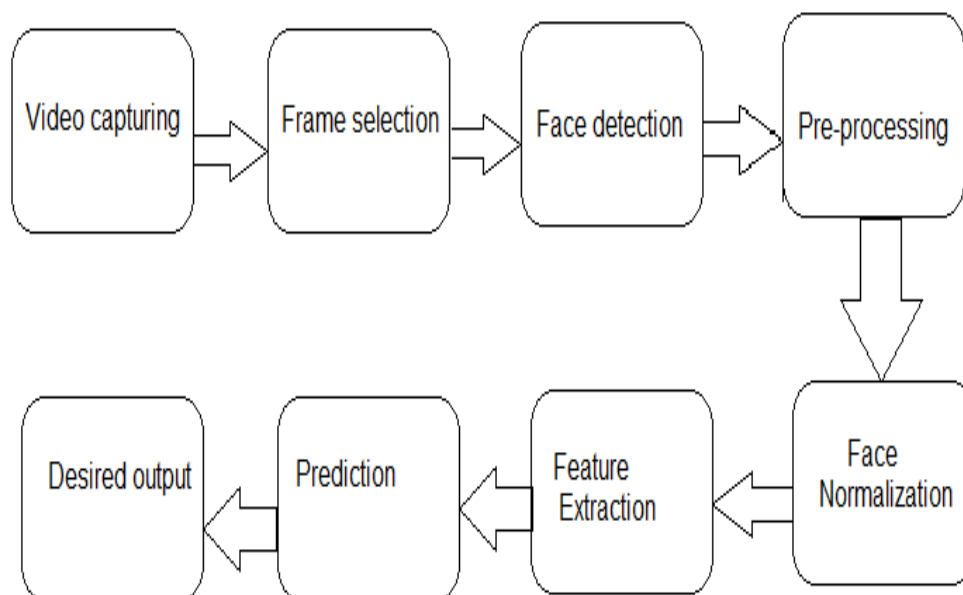 Video capturing
Frame selection
Face detection
Pre-processing
Face
Normalization
Feature
Extraction
Prediction
Desired output